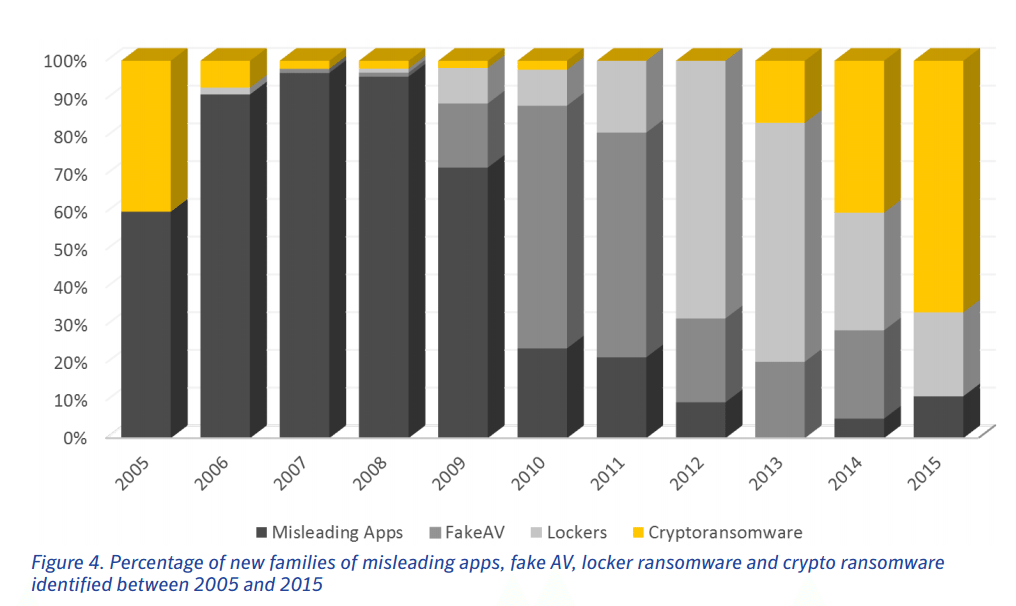 100%
90%
80%
70%
60%
50%
40%
30%
20%
10%
0%
2005 2006 2007 2008 2009 2010 2011 2012 2013 2014 2015
Misleading Apps FakeAV Lockers Cryptoransomware
Figure 4. Percentage of new families of misleading apps, fake AV, locker ransomware and crypto ransomware
identified between 2005 and 2015